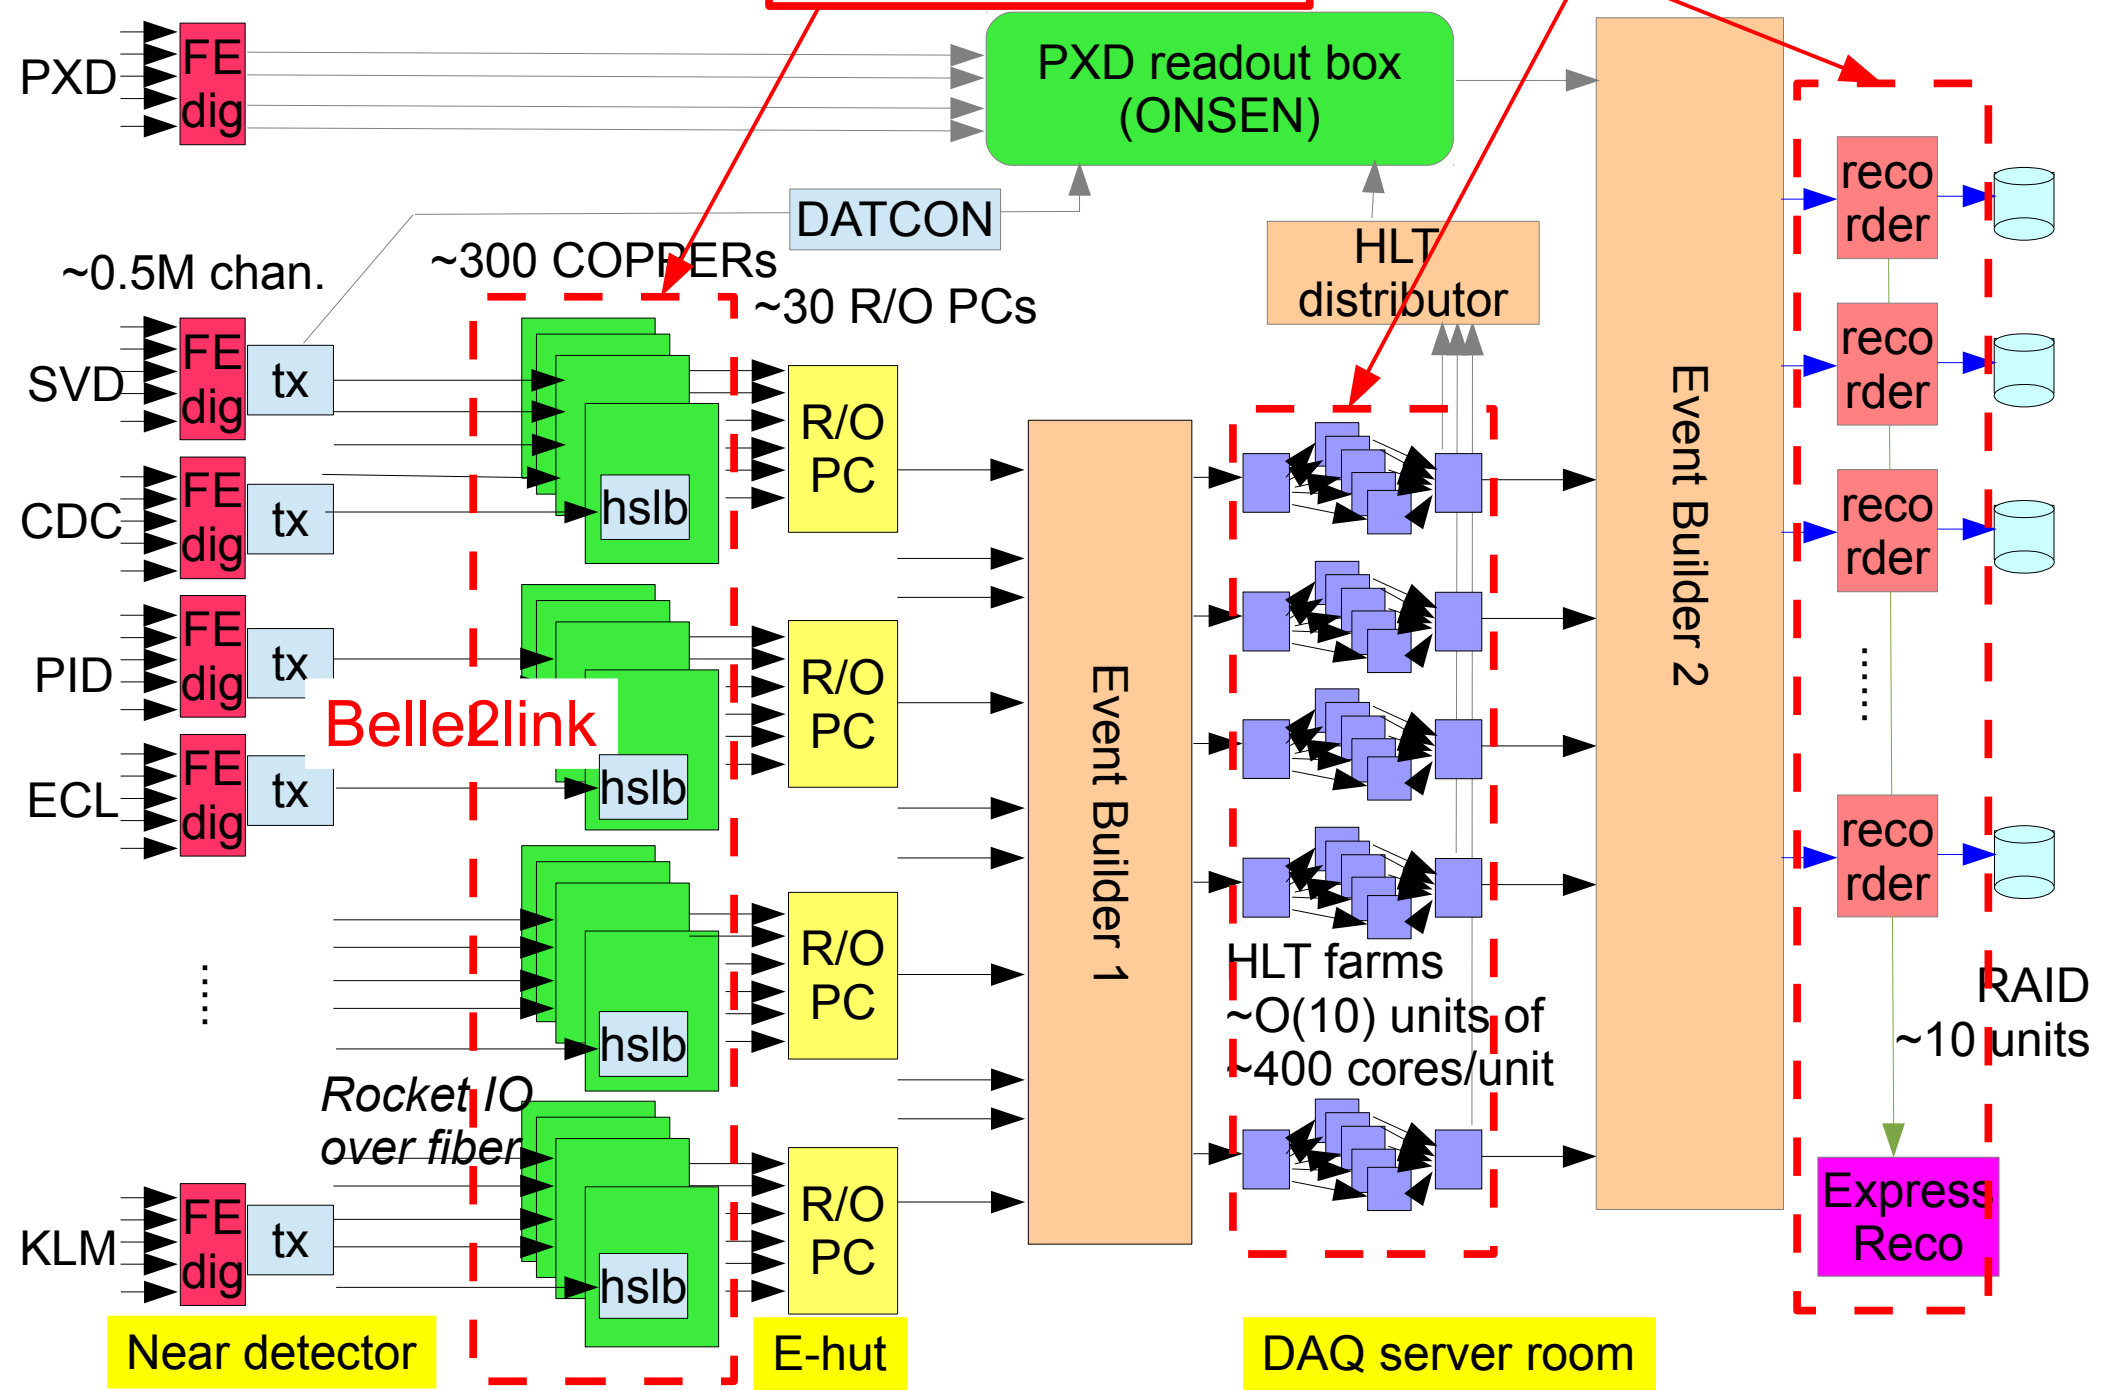 PXD
FE
dig
PXD readout box
(ONSEN)
DATCON
~0.5M chan.
~300 COPPERs
~30 R/O PCs
HLT
distributor
SVD
FE
dig
tx
CDC
FE
dig
tx
hslb
R/O
PC
PID
FE
dig
tx
Belle2link
ECL
FE
dig
tx
hslb
R/O
PC
......
hslb
R/O
PC
Rocket IO
over fiber
KLM
FE
dig
tx
hslb
R/O
PC
Event Builder 1
HLT farms
~O(10) units of
~400 cores/unit
Event Builder 2
reco
rder
reco
rder
reco
rder
......
reco
rder
RAID
~10 units
Express
Reco
Near detector
E-hut
DAQ server room